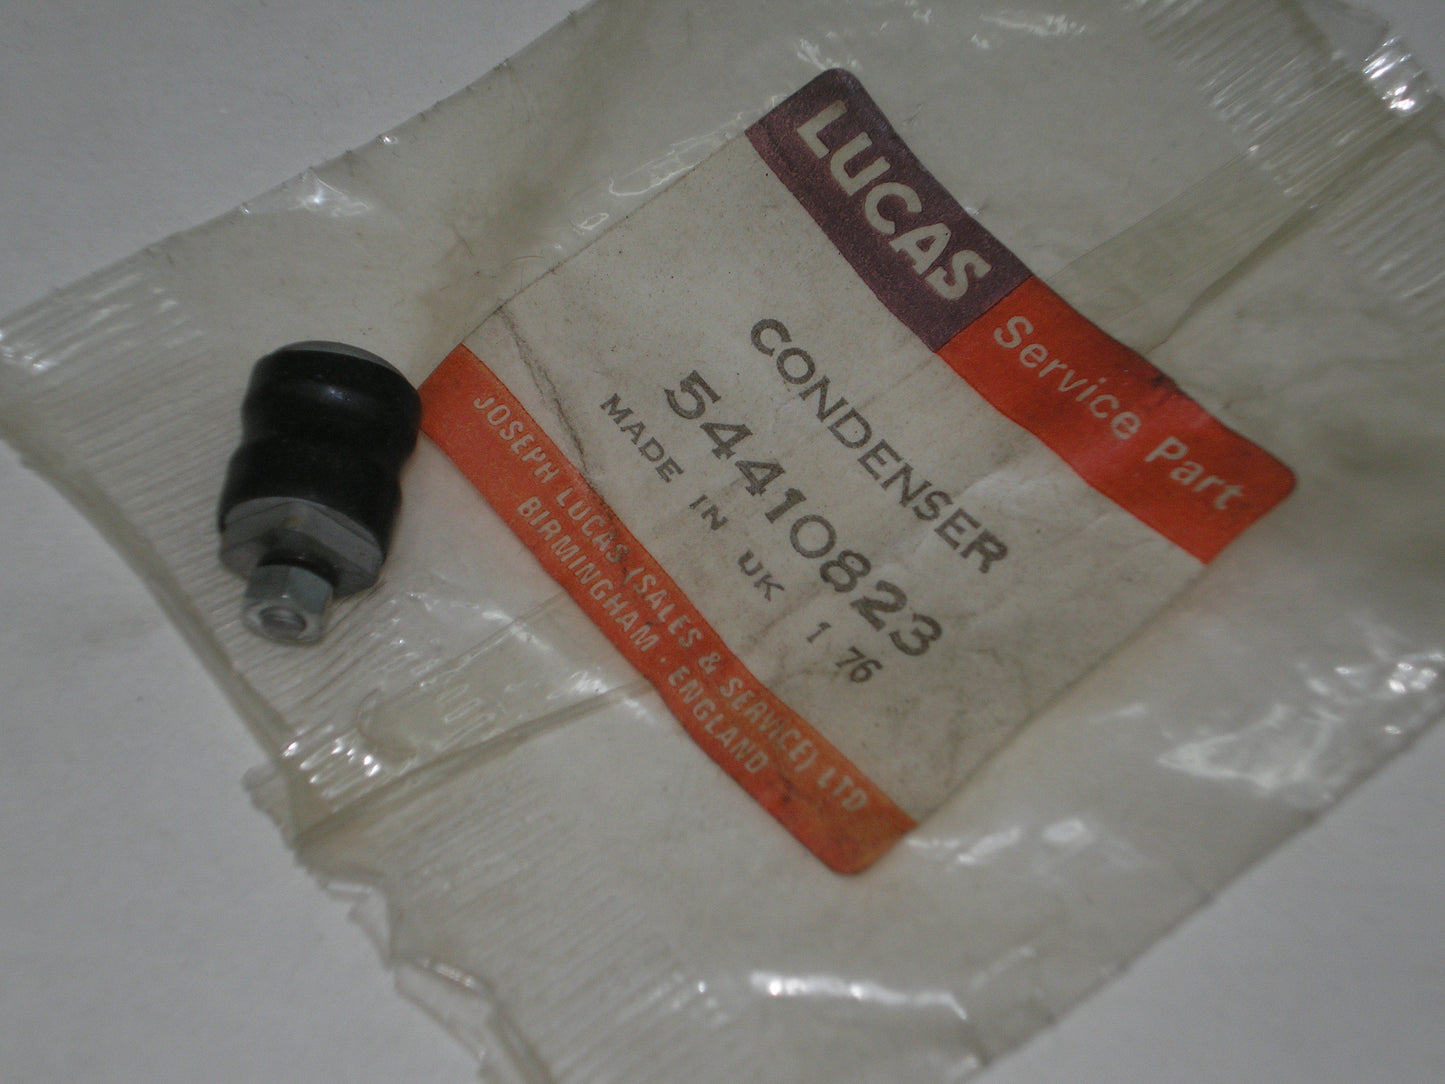 LUCAS
Service Part
CONDENSER
54410823
MADE IN UK 1 76
JOSEPH LUCAS (SALES & SERVICE) LTD
BIRMINGHAM · ENGLAND